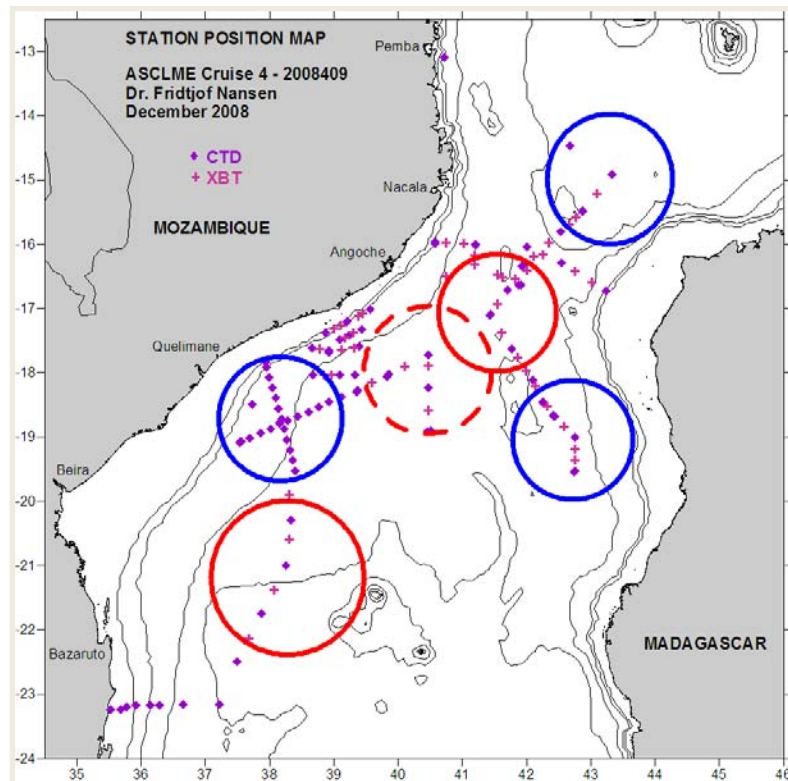 STATION POSITION MAP
ASCLME Cruise 4 - 2008409
Dr. Fridtjof Nansen
December 2008
CTD
XBT
MOZAMBIQUE
Pemba
Nacala
Angoche
Quelimane
Beira
Bazaruto
MADAGASCAR
-13
-14
-15
-16
-17
-18
-19
-20
-21
-22
-23
-24
35 36 37 38 39 40 41 42 43 44 45 46